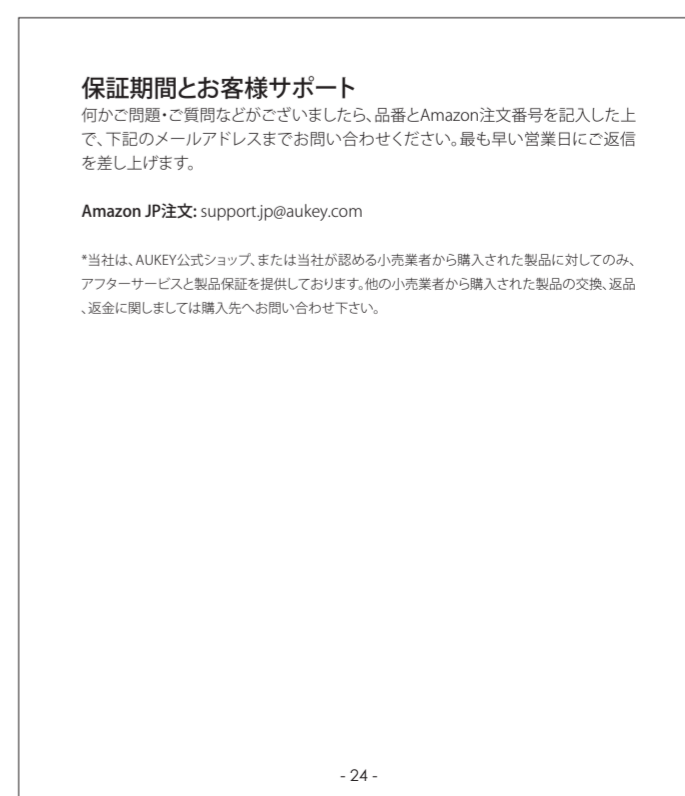 保証期間とお客様サポート
何かご問題・ご質問などがございましたら、品番とAmazon注文番号を記入した上
で、下記のメールアドレスまでお問い合わせください。最も早い営業日にご返信
を差し上げます。
Amazon JP注文: support.jp@aukey.com
*当社は、AUKEY公式ショップ、または当社が認める小売業者から購入された製品に対してのみ、
アフターサービスと製品保証を提供しております。他の小売業者から購入された製品の交換、返品
、返金に関しましては購入先へお問い合わせ下さい。
- 24 -